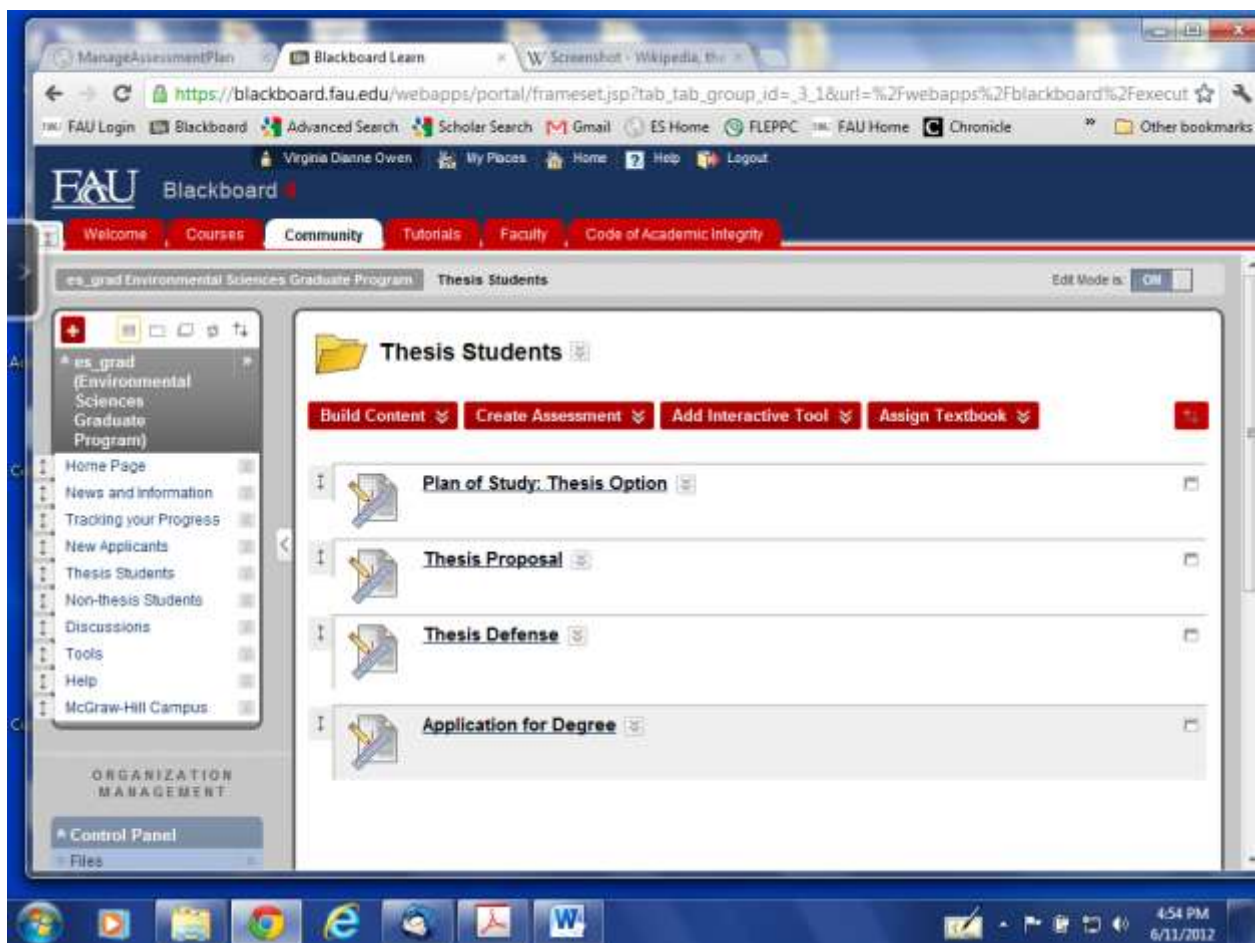 ManageAssessmentPlan
Blackboard Learn
Screenshot - Wikipedia, the
https://blackboard.fau.edu/webapps/portal/frameset.jsp?tab_tab_group_id=_3_1&url=%2Fwebapps%2Fblackboard%2Fexecut
FAU Login Blackboard Advanced Search Scholar Search Gmail ES Home FLEPPC FAU Home Chronicle » Other bookmarks
Virginia Dianne Owen My Places Home Help Logout
FAU Blackboard
Welcome Courses Community Tutorials Faculty Code of Academic Integrity
es_grad Environmental Sciences Graduate Program Thesis Students Edit Mode is: ON
es_grad
(Environmental
Sciences
Graduate
Program)
Home Page
News and Information
Tracking your Progress
New Applicants
Thesis Students
Non-thesis Students
Discussions
Tools
Help
McGraw-Hill Campus
ORGANIZATION
MANAGEMENT
Control Panel
Files
Thesis Students
Build Content Create Assessment Add Interactive Tool Assign Textbook
Plan of Study: Thesis Option
Thesis Proposal
Thesis Defense
Application for Degree
4:54 PM
6/11/2012